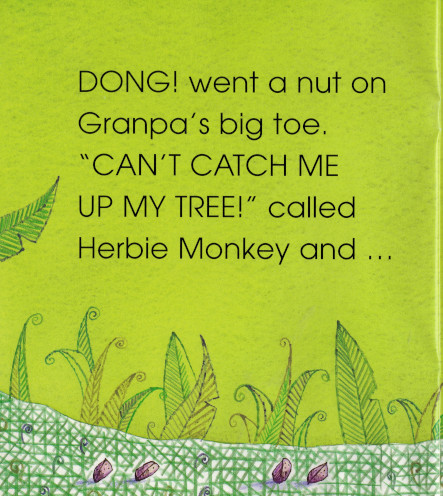 DONG! went a nut on
Granpa's big toe.
“CAN'T CATCH ME
UP MY TREE!” called
Herbie Monkey and ...